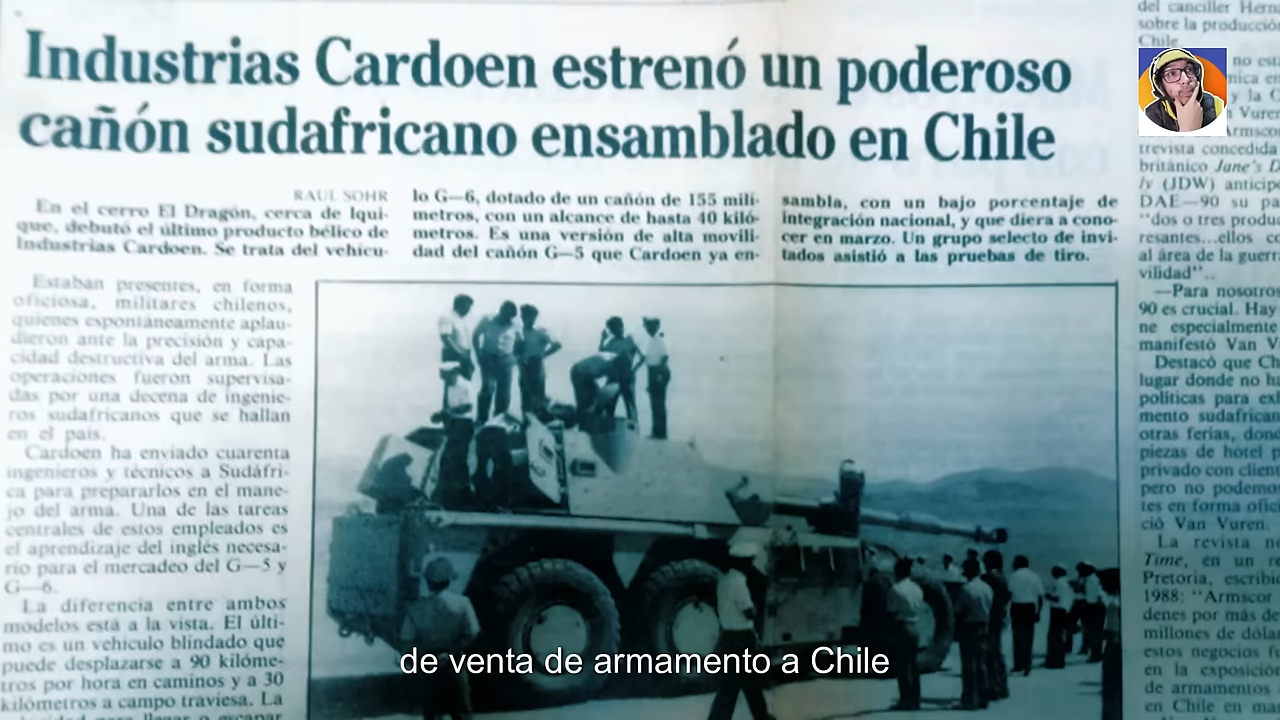 Industrias Cardoen estrenó un poderoso
cañón sudafricano ensamblado en Chile
RAUL SOHR
En el cerro El Dragón, cerca de Iqui-
que, debutó el último producto bélico de
Industrias Cardoen. Se trata del vehícu-
lo G—6, dotado de un cañón de 155 milí-
metros, con un alcance de hasta 40 kiló-
metros. Es una versión de alta movili-
dad del cañón G—5 que Cardoen ya en-
sambla, con un bajo porcentaje de
integración nacional, y que diera a cono-
cer en marzo. Un grupo selecto de invi-
tados asistió a las pruebas de tiro.
Estaban presentes, en forma
oficiosa, militares chilenos,
quienes espontáneamente aplau-
dieron ante la precisión y capa-
cidad destructiva del arma. Las
operaciones fueron supervisa-
das por una decena de ingenie-
ros sudafricanos que se hallan
en el país.
Cardoen ha enviado cuarenta
ingenieros y técnicos a Sudáfri-
ca para prepararlos en el mane-
jo del arma. Una de las tareas
centrales de estos empleados es
el aprendizaje del inglés necesa-
rio para el mercadeo del G—5 y
G—6.
La diferencia entre ambos
modelos está a la vista. El últi-
mo es un vehículo blindado que
puede desplazarse a 90 kilóme-
tros por hora en caminos y a 30
kilómetros a campo traviesa. La
para llegar o escapar
del canciller
sobre la
Chile
no
y la
trevista concedida
británico Jane's D
ly (JDW) anticip
DAE—90 su
"dos o tres produ
resantes...ellos
al área de la guer
vilidad"..
—Para nosotros
90 es crucial. Hay
ne especialmente
manifestó Van V
Destacó que Ch
lugar donde no ha
políticas para ex
mento sudafrican
otras ferias, dond
piezas de hotel p
privado con clien
pero no podemo
tes en forma ofic
ció Van Vuren.
La revista
Time, en un re
Pretoria, escribi
1988: "Armscor
denes por más de
millones de dóla
estos negocios f
en la exposición
de armamentos
en Chile en mar
de venta de armamento a Chile